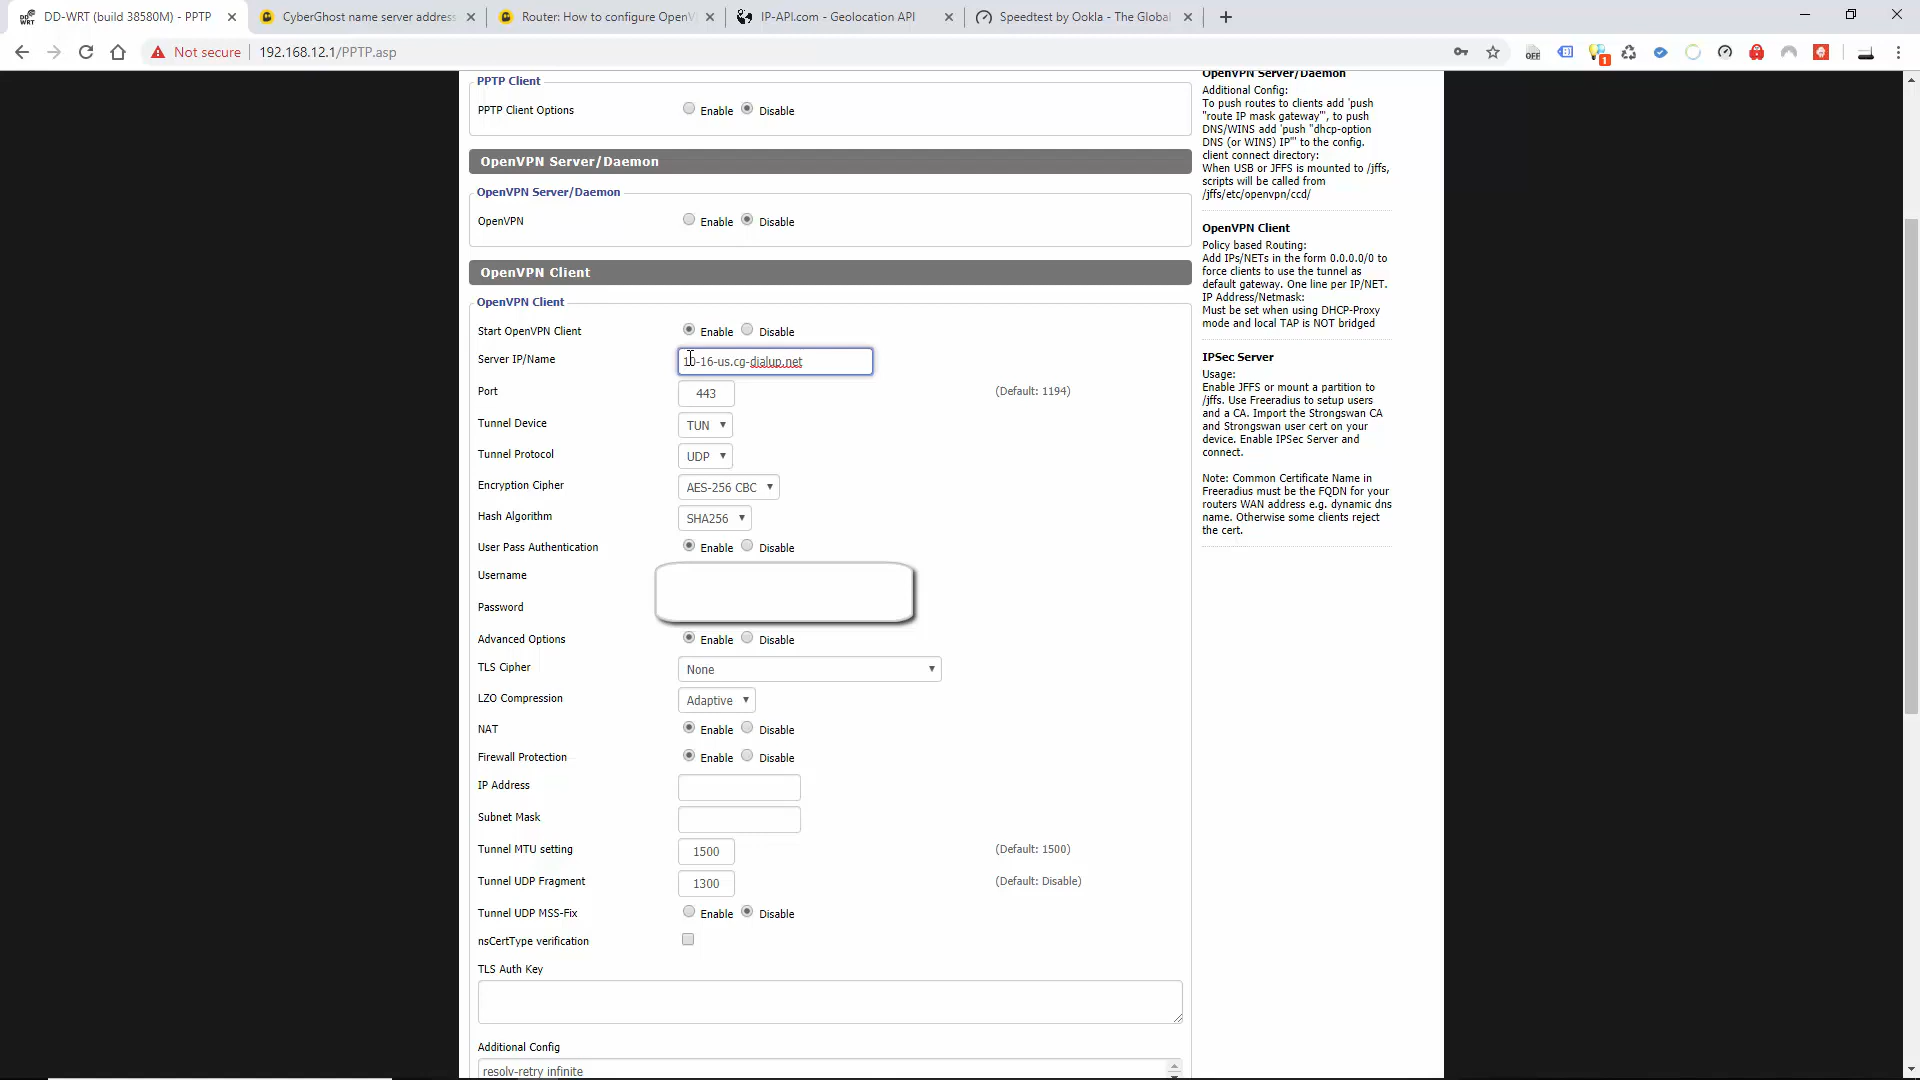 DD-WRT (build 38580M) - PPTP
CyberGhost name server address
Router: How to configure OpenV
IP-API.com - Geolocation API
Speedtest by Ookla - The Global
Not secure
192.168.12.1/PPTP.asp
OFF
1
PPTP Client
PPTP Client Options
Enable
Disable
OpenVPN Server/Daemon
OpenVPN Server/Daemon
OpenVPN
Enable
Disable
OpenVPN Client
OpenVPN Client
Start OpenVPN Client
Enable
Disable
Server IP/Name
-16-us.cg-dialup.net
Port
443
(Default: 1194)
Tunnel Device
TUN
Tunnel Protocol
UDP
Encryption Cipher
AES-256 CBC
Hash Algorithm
SHA256
User Pass Authentication
Enable
Disable
Username
Password
Advanced Options
Enable
Disable
TLS Cipher
None
LZO Compression
Adaptive
NAT
Enable
Disable
Firewall Protection
Enable
Disable
IP Address
Subnet Mask
Tunnel MTU setting
1500
(Default: 1500)
Tunnel UDP Fragment
1300
(Default: Disable)
Tunnel UDP MSS-Fix
Enable
Disable
nsCertType verification
TLS Auth Key
Additional Config
resolv-retry infinite
OpenVPN Server/Daemon
Additional Config:
To push routes to clients add 'push
"route IP mask gateway"', to push
DNS/WINS add 'push "dhcp-option
DNS (or WINS) IP"' to the config.
client connect directory:
When USB or JFFS is mounted to /jffs,
scripts will be called from
/jffs/etc/openvpn/ccd/
OpenVPN Client
Policy based Routing:
Add IPs/NETs in the form 0.0.0.0/0 to
force clients to use the tunnel as
default gateway. One line per IP/NET.
IP Address/Netmask:
Must be set when using DHCP-Proxy
mode and local TAP is NOT bridged
IPSec Server
Usage:
Enable JFFS or mount a partition to
/jffs. Use Freeradius to setup users
and a CA. Import the Strongswan CA
and Strongswan user cert on your
device. Enable IPSec Server and
connect.
Note: Common Certificate Name in
Freeradius must be the FQDN for your
routers WAN address e.g. dynamic dns
name. Otherwise some clients reject
the cert.